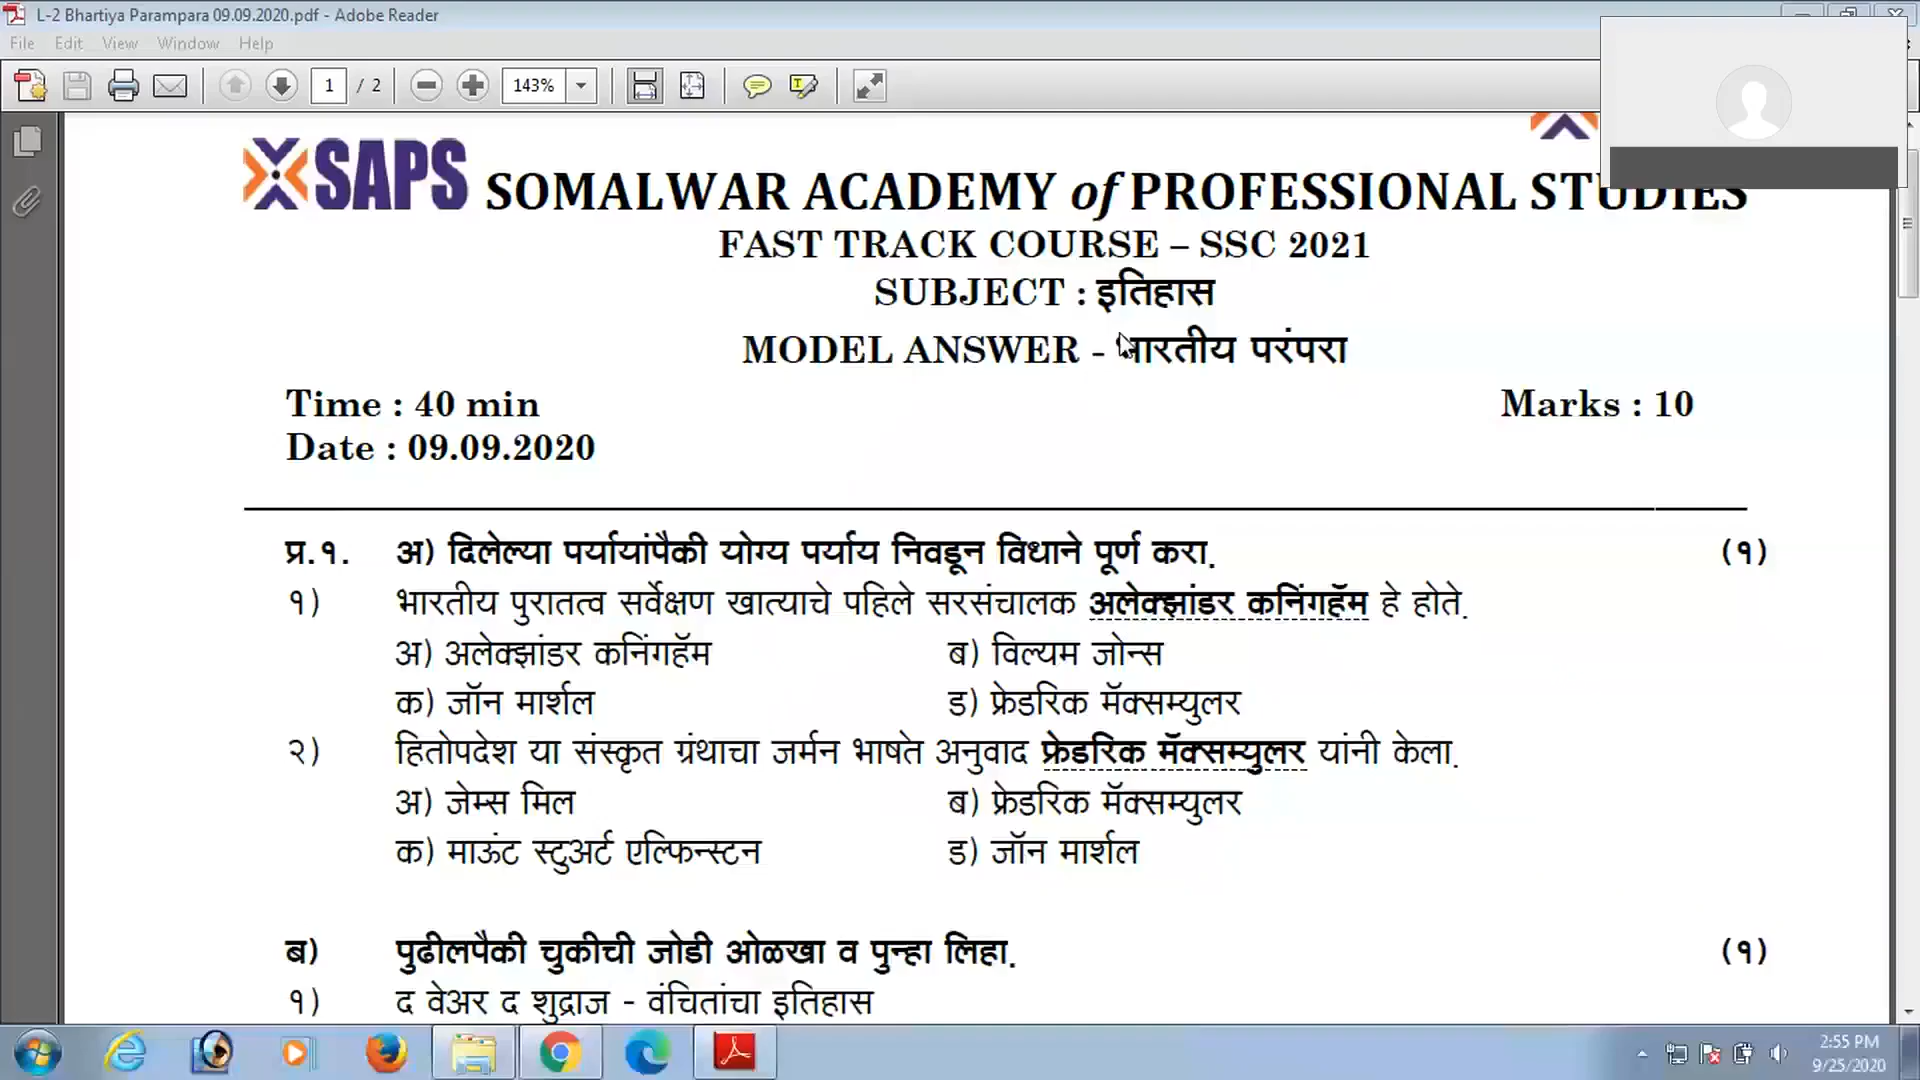 L-2 Bhartiya Parampara 09.09.2020.pdf - Adobe Reader
File Edit View Window Help
1 / 2 143%
SAPS SOMALWAR ACADEMY of PROFESSIONAL STUDIES
FAST TRACK COURSE – SSC 2021
SUBJECT : इतिहास
MODEL ANSWER - भारतीय परंपरा
Time : 40 min Marks : 10
Date : 09.09.2020
प्र.१. अ) दिलेल्या पर्यायांपैकी योग्य पर्याय निवडून विधाने पूर्ण करा. (१)
१) भारतीय पुरातत्व सर्वेक्षण खात्याचे पहिले सरसंचालक अलेक्झांडर कनिंगहॅम हे होते.
अ) अलेक्झांडर कनिंगहॅम ब) विल्यम जोन्स
क) जॉन मार्शल ड) फ्रेडरिक मॅक्सम्युलर
२) हितोपदेश या संस्कृत ग्रंथाचा जर्मन भाषेत अनुवाद फ्रेडरिक मॅक्सम्युलर यांनी केला.
अ) जेम्स मिल ब) फ्रेडरिक मॅक्सम्युलर
क) माऊंट स्टुअर्ट एल्फिन्स्टन ड) जॉन मार्शल
ब) पुढीलपैकी चुकीची जोडी ओळखा व पुन्हा लिहा. (१)
१) द वेअर द शुद्राज - वंचितांचा इतिहास
2:55 PM
9/25/2020